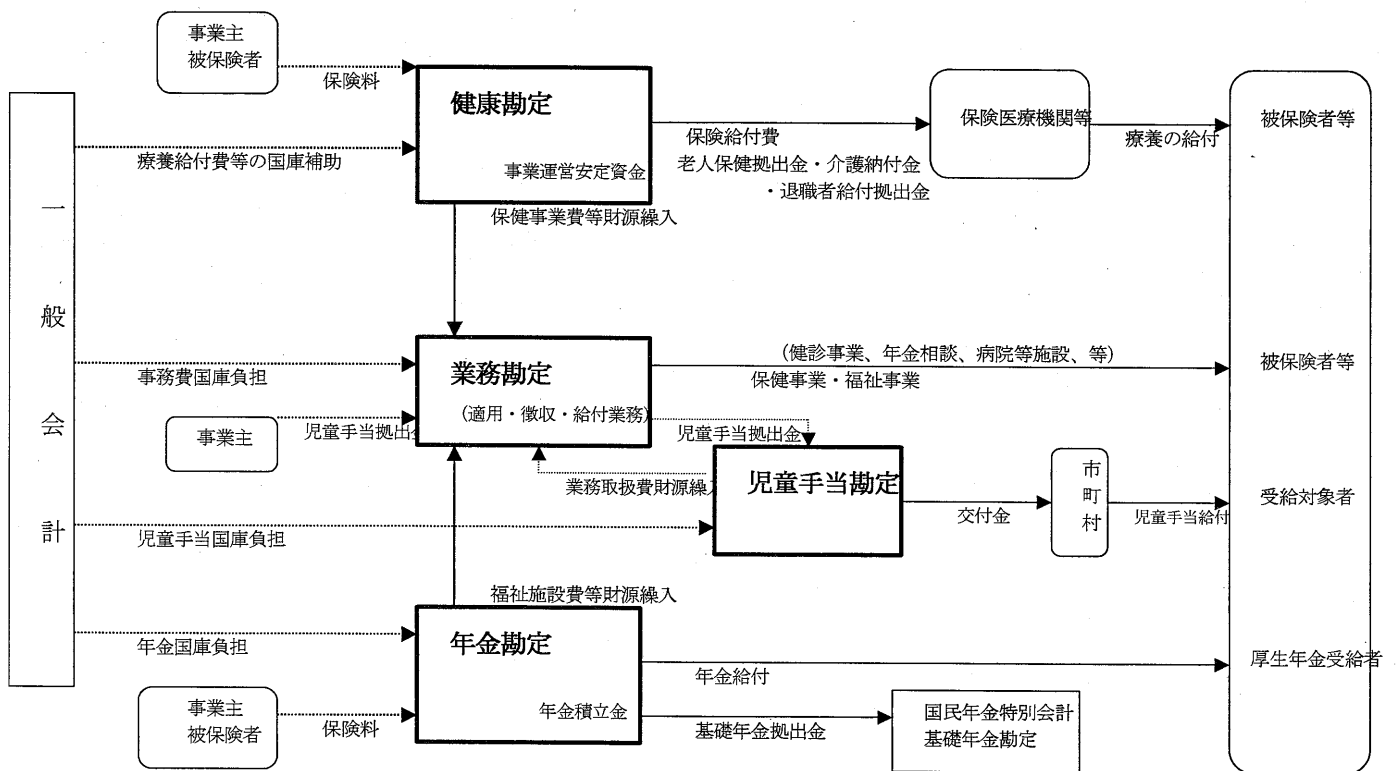 事業主
被保険者
保険料
健康勘定
事業運営安定資金
療養給付費等の国庫補助
保険給付費
老人保健拠出金・介護納付金
・退職者給付拠出金
保険医療機関等
療養の給付
被保険者等
保健事業費等財源繰入
一般会計
事務費国庫負担
業務勘定
(適用・徴収・給付業務)
(健診事業、年金相談、病院等施設、等)
保健事業・福祉事業
被保険者等
事業主
児童手当拠出金
児童手当拠出金
業務取扱費財源繰入
児童手当勘定
交付金
市町村
児童手当給付
受給対象者
児童手当国庫負担
福祉施設費等財源繰入
年金国庫負担
年金勘定
年金積立金
年金給付
厚生年金受給者
事業主
被保険者
保険料
基礎年金拠出金
国民年金特別会計
基礎年金勘定